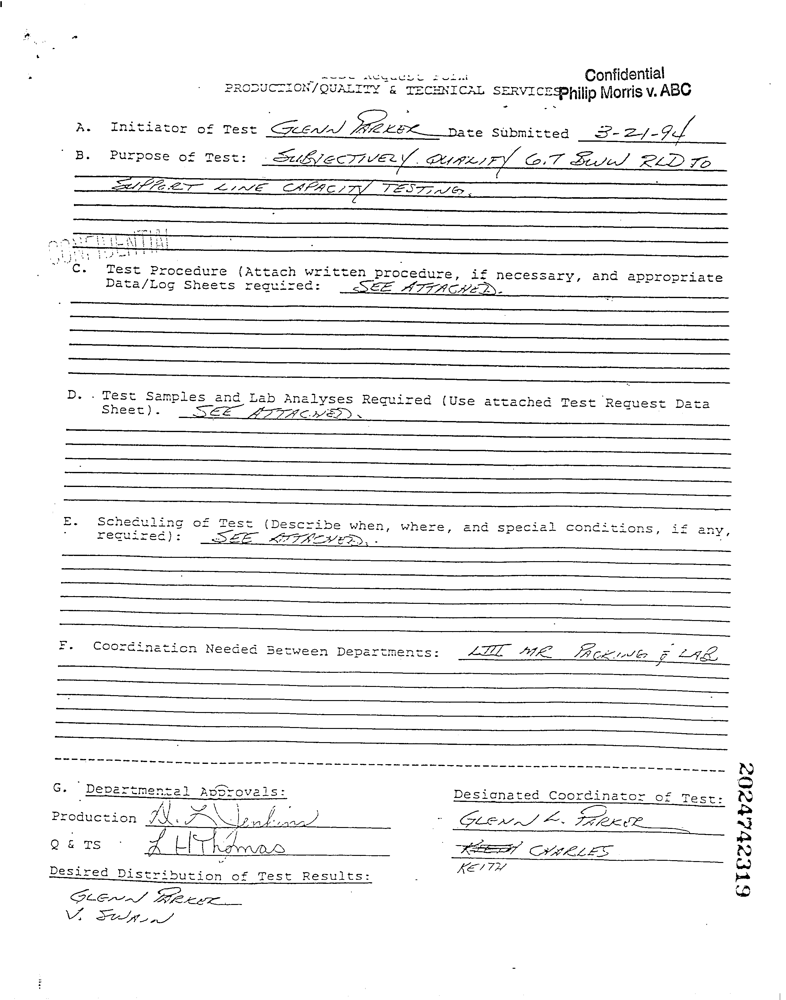 Test Request Form
Confidential
PRODUCTION/QUALITY & TECHNICAL SERVICES Philip Morris v. ABC
A. Initiator of Test GLENN PARKER Date Submitted 3-21-94
B. Purpose of Test: SUBJECTIVELY QUALIFY 6.7 BWW RLD TO
SUPPORT LINE CAPACITY TESTING.
CONFIDENTIAL
CONFIDENTIAL
C. Test Procedure (Attach written procedure, if necessary, and appropriate
Data/Log Sheets required: SEE ATTACHED.
D. Test Samples and Lab Analyses Required (Use attached Test Request Data
Sheet). SEE ATTACHED.
E. Scheduling of Test (Describe when, where, and special conditions, if any,
required): SEE ATTACHED.
F. Coordination Needed Between Departments: LIII MR PACKING & LAB
G. Departmental Approvals:
Designated Coordinator of Test:
Production N. L. Jenkins
GLENN L. PARKER
Q & TS L H Thomas
CHARLES
KEITH
Desired Distribution of Test Results:
GLENN PARKER
V. SWAIN
2024742319